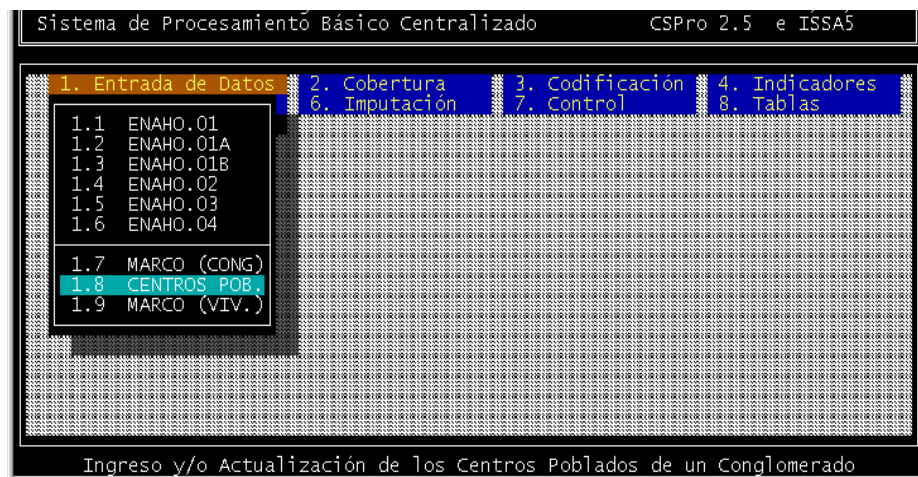 Sistema de Procesamiento Básico Centralizado CSPro 2.5 e ISSA5
1. Entrada de Datos 2. Cobertura 3. Codificación 4. Indicadores
6. Imputación 7. Control 8. Tablas
1.1 ENAHO.01
1.2 ENAHO.01A
1.3 ENAHO.01B
1.4 ENAHO.02
1.5 ENAHO.03
1.6 ENAHO.04
1.7 MARCO (CONG)
1.8 CENTROS POB.
1.9 MARCO (VIV.)
Ingreso y/o Actualización de los Centros Poblados de un Conglomerado